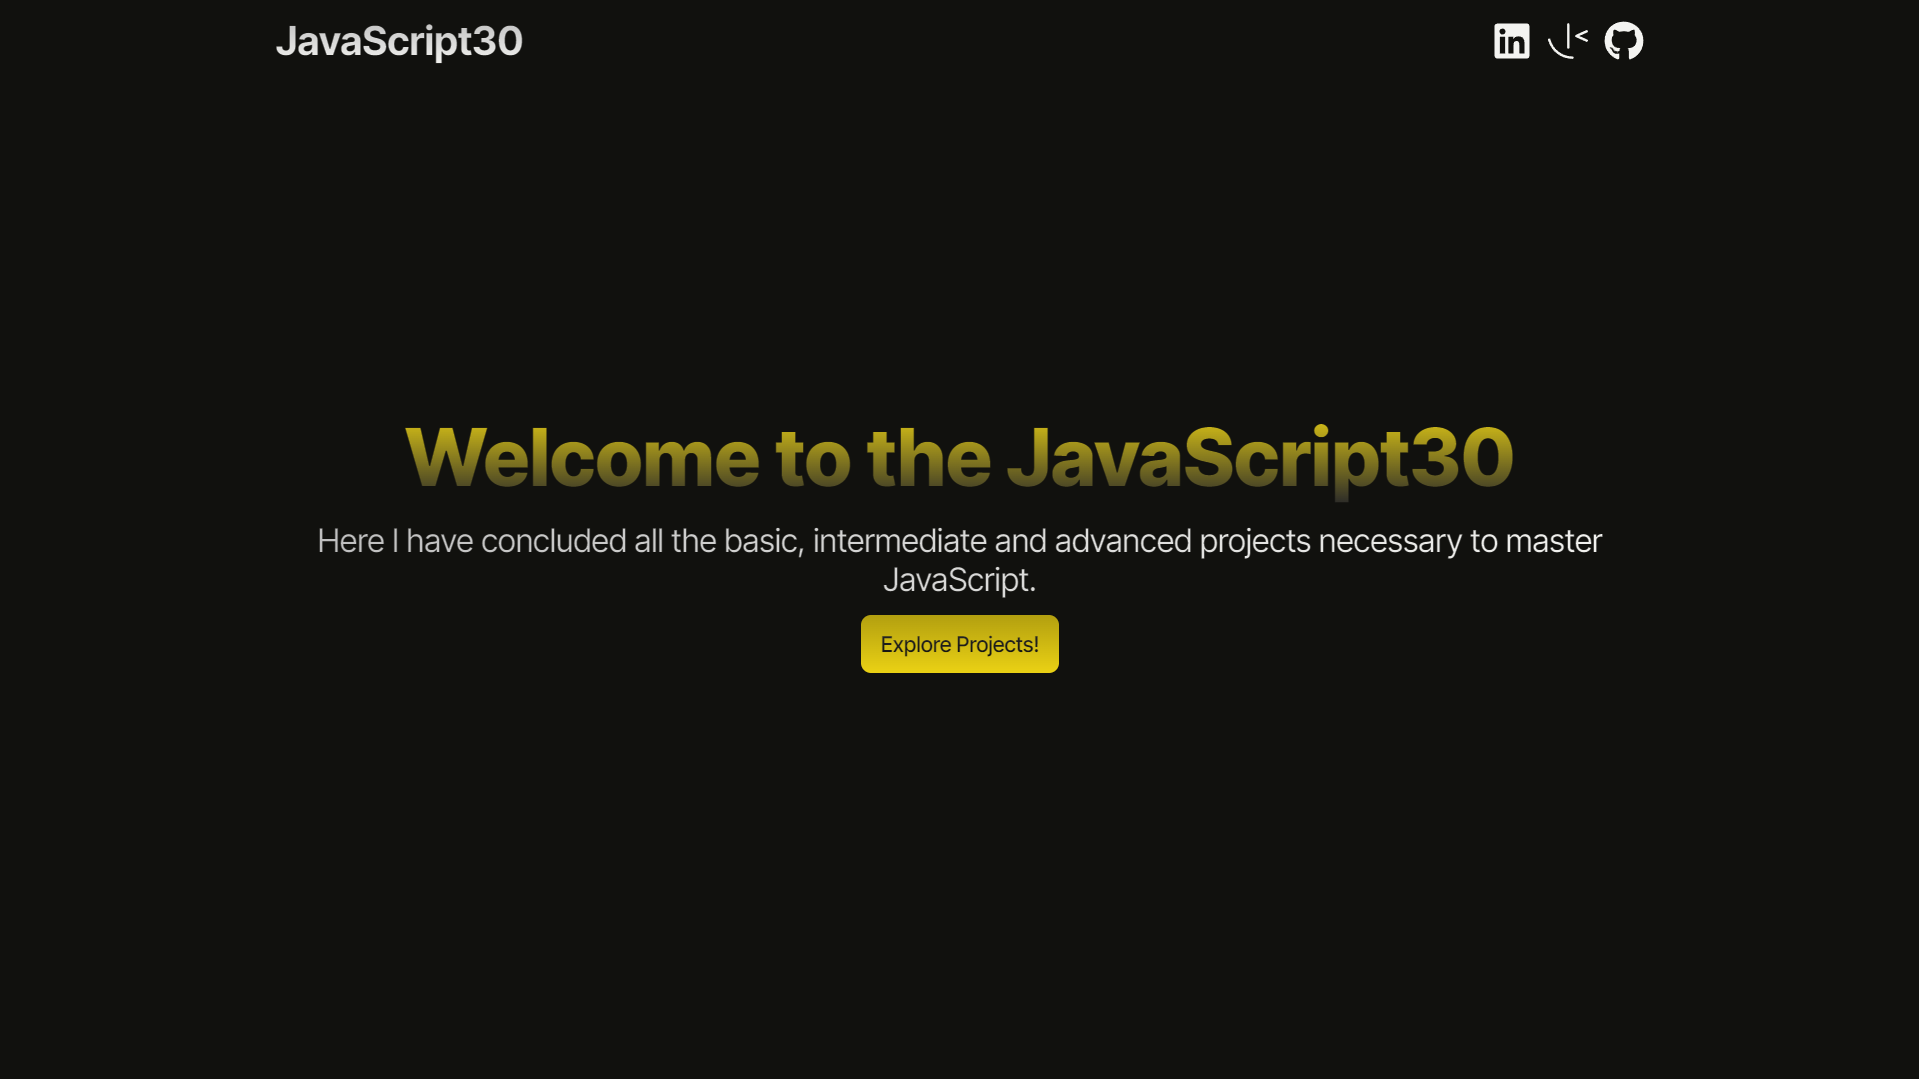 JavaScript30
Welcome to the JavaScript30
Here I have concluded all the basic, intermediate and advanced projects necessary to master
JavaScript.
Explore Projects!